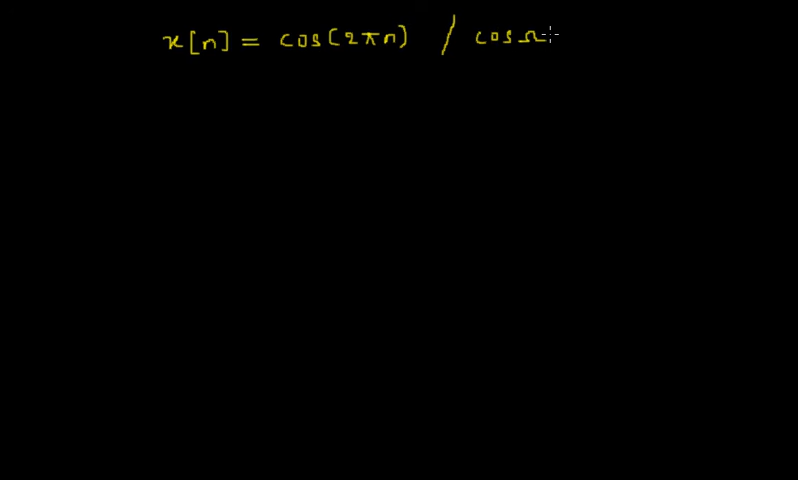 x[n] = cos(2πn) / cos Ω